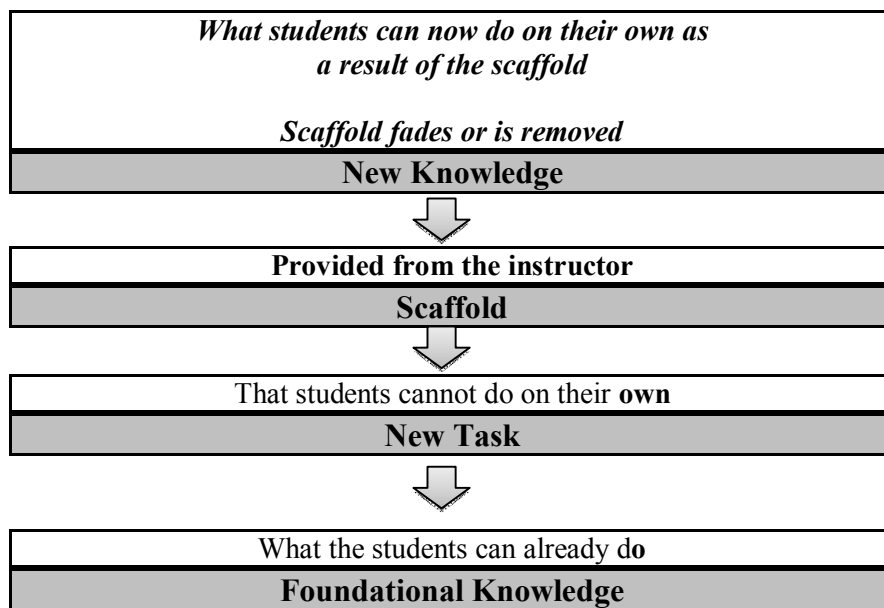 What students can now do on their own as
a result of the scaffold
Scaffold fades or is removed
New Knowledge
Provided from the instructor
Scaffold
That students cannot do on their own
New Task
What the students can already do
Foundational Knowledge